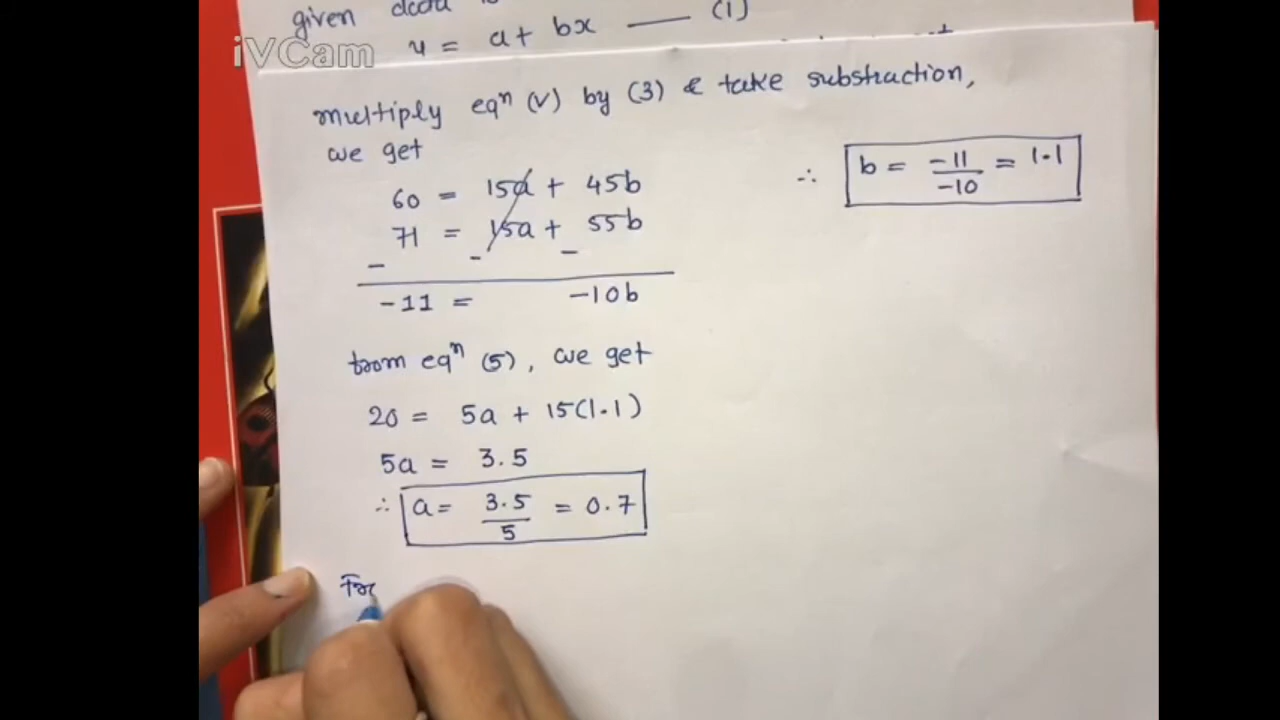 iVCam
given data
y = a + bx —— (1)
multiply eqⁿ (v) by (3) & take substraction,
we get
60 = 15a + 45b
71 = 15a + 55b
- - -
-11 = -10b
∴ b = -11/-10 = 1.1
from eqⁿ (5), we get
20 = 5a + 15(1.1)
5a = 3.5
∴ a = 3.5/5 = 0.7